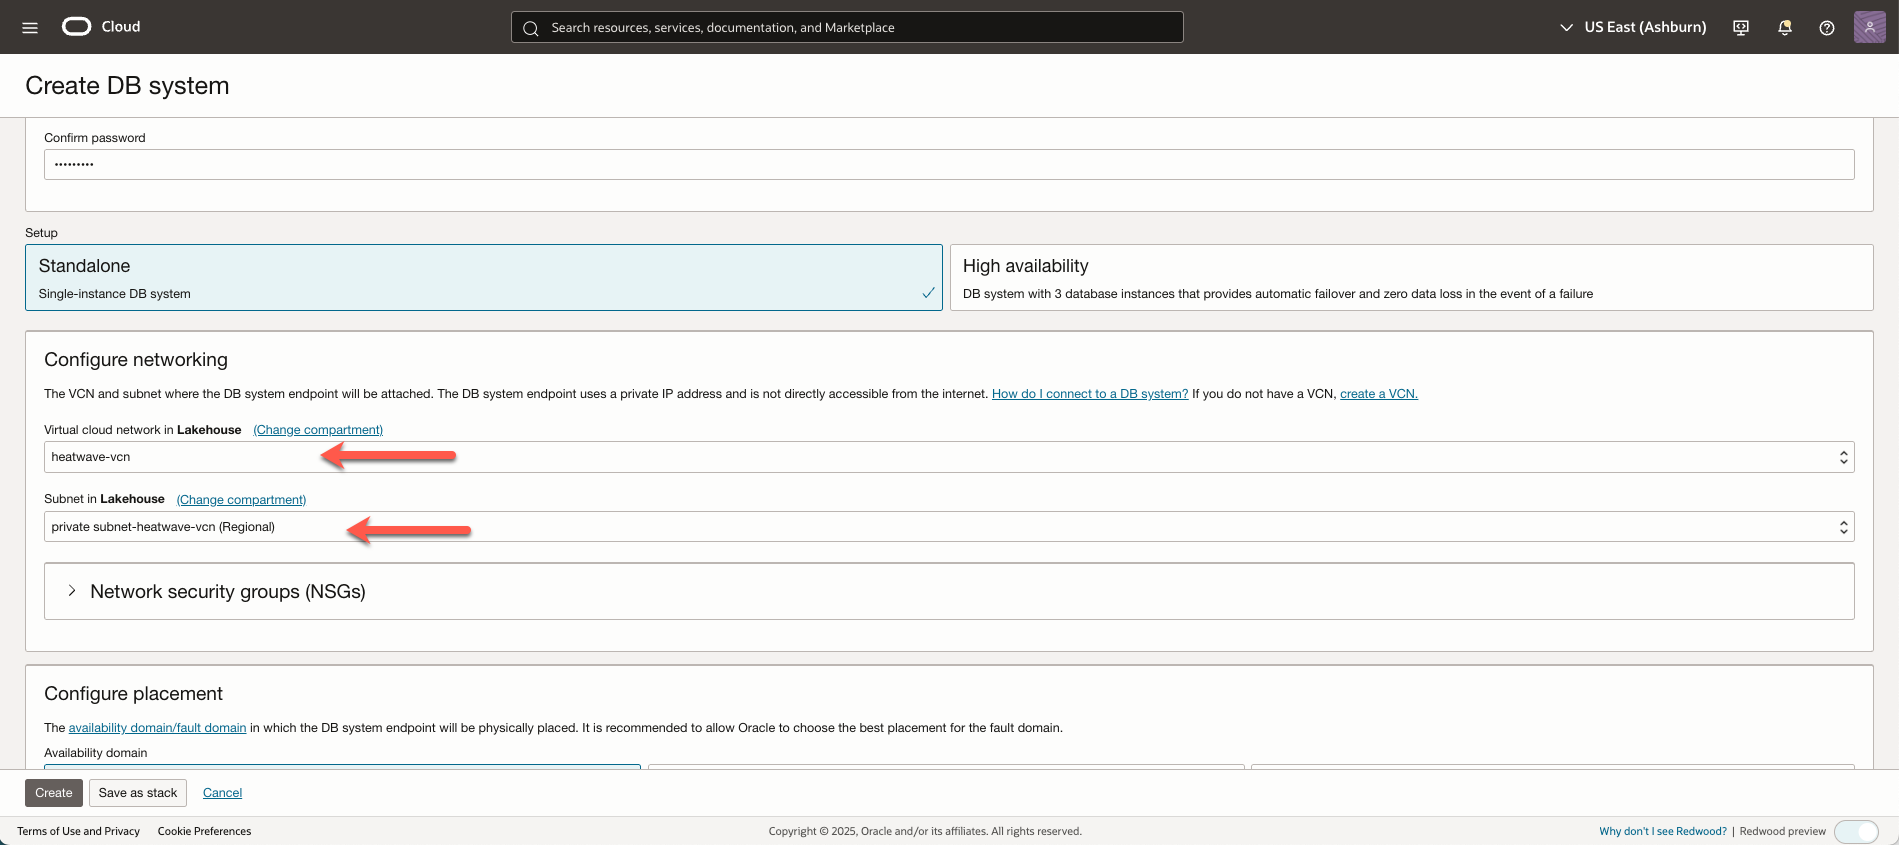 Cloud
Search resources, services, documentation, and Marketplace
US East (Ashburn)
Create DB system
Confirm password
•••••••••
Setup
Standalone
Single-instance DB system
High availability
DB system with 3 database instances that provides automatic failover and zero data loss in the event of a failure
Configure networking
The VCN and subnet where the DB system endpoint will be attached. The DB system endpoint uses a private IP address and is not directly accessible from the internet. How do I connect to a DB system? If you do not have a VCN, create a VCN.
Virtual cloud network in Lakehouse (Change compartment)
heatwave-vcn
Subnet in Lakehouse (Change compartment)
private subnet-heatwave-vcn (Regional)
Network security groups (NSGs)
Configure placement
The availability domain/fault domain in which the DB system endpoint will be physically placed. It is recommended to allow Oracle to choose the best placement for the fault domain.
Availability domain
Create Save as stack Cancel
Terms of Use and Privacy Cookie Preferences
Copyright © 2025, Oracle and/or its affiliates. All rights reserved.
Why don't I see Redwood? | Redwood preview